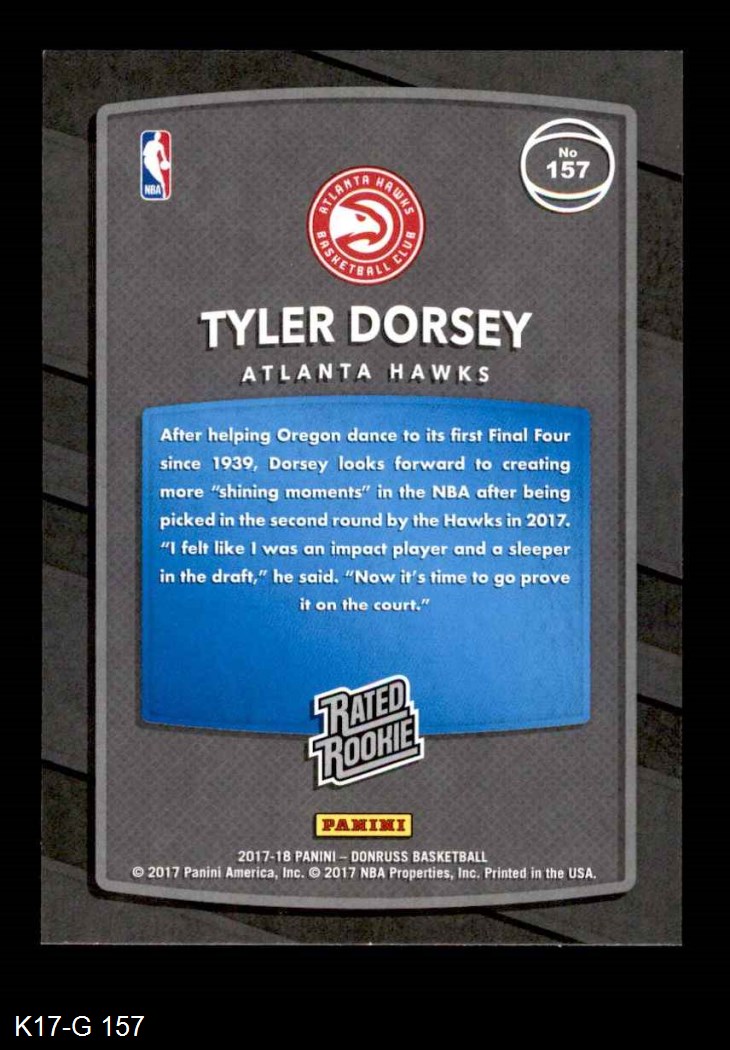 NBA
No
157
ATLANTA HAWKS
BASKETBALL CLUB
TYLER DORSEY
ATLANTA HAWKS
After helping Oregon dance to its first Final Four
since 1939, Dorsey looks forward to creating
more “shining moments” in the NBA after being
picked in the second round by the Hawks in 2017.
“I felt like I was an impact player and a sleeper
in the draft,” he said. “Now it’s time to go prove
it on the court.”
RATED
ROOKIE
PANINI
2017-18 PANINI – DONRUSS BASKETBALL
© 2017 Panini America, Inc. © 2017 NBA Properties, Inc. Printed in the USA.
K17-G 157